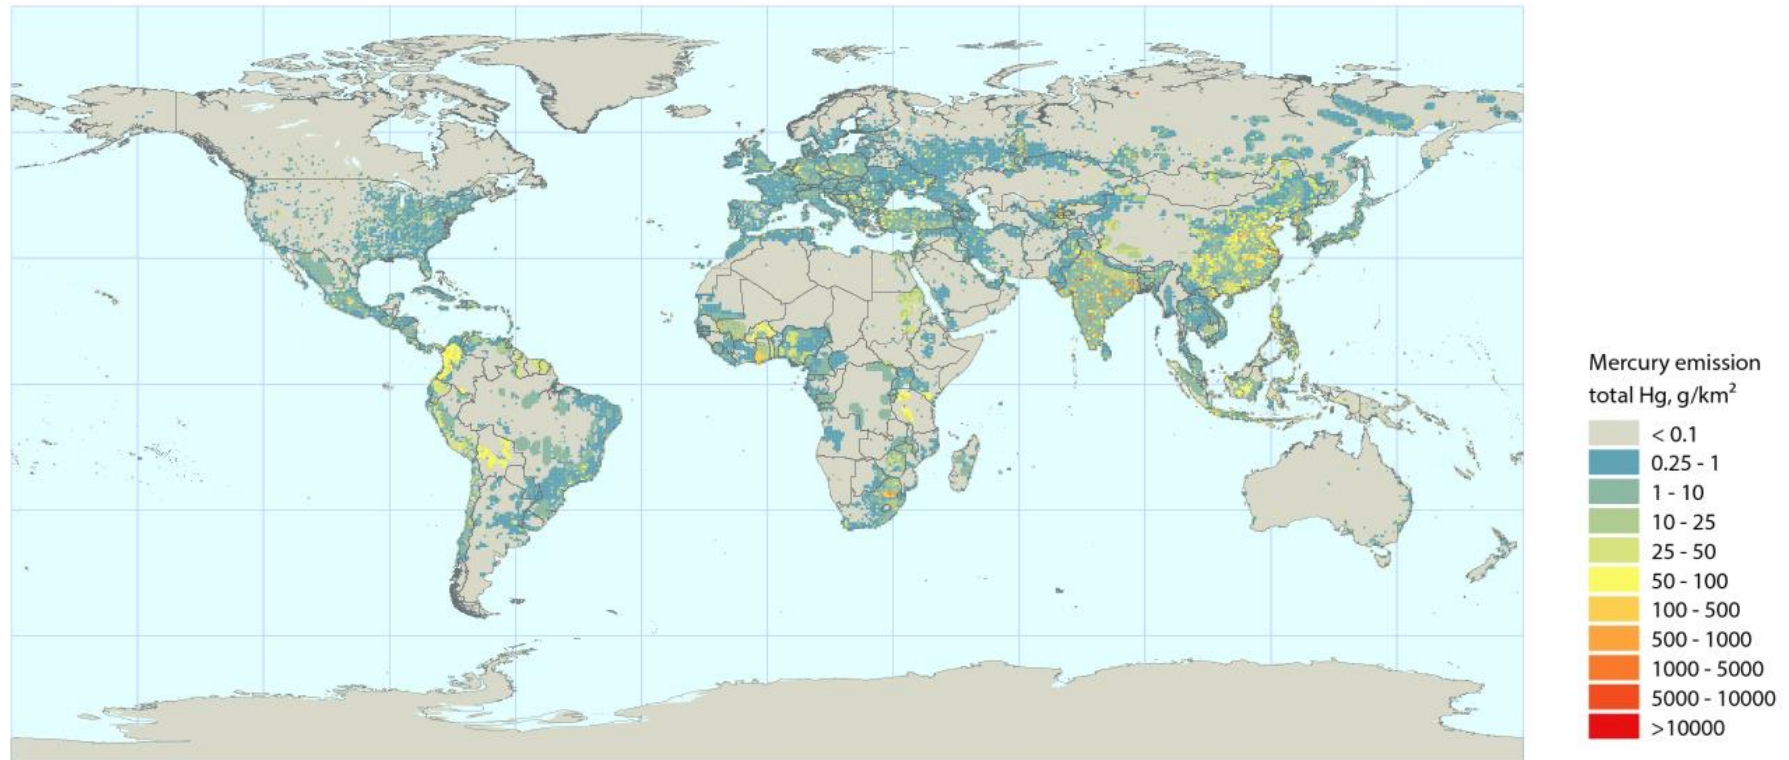 Mercury emission
total Hg, g/km²
< 0.1
0.25 - 1
1 - 10
10 - 25
25 - 50
50 - 100
100 - 500
500 - 1000
1000 - 5000
5000 - 10000
>10000